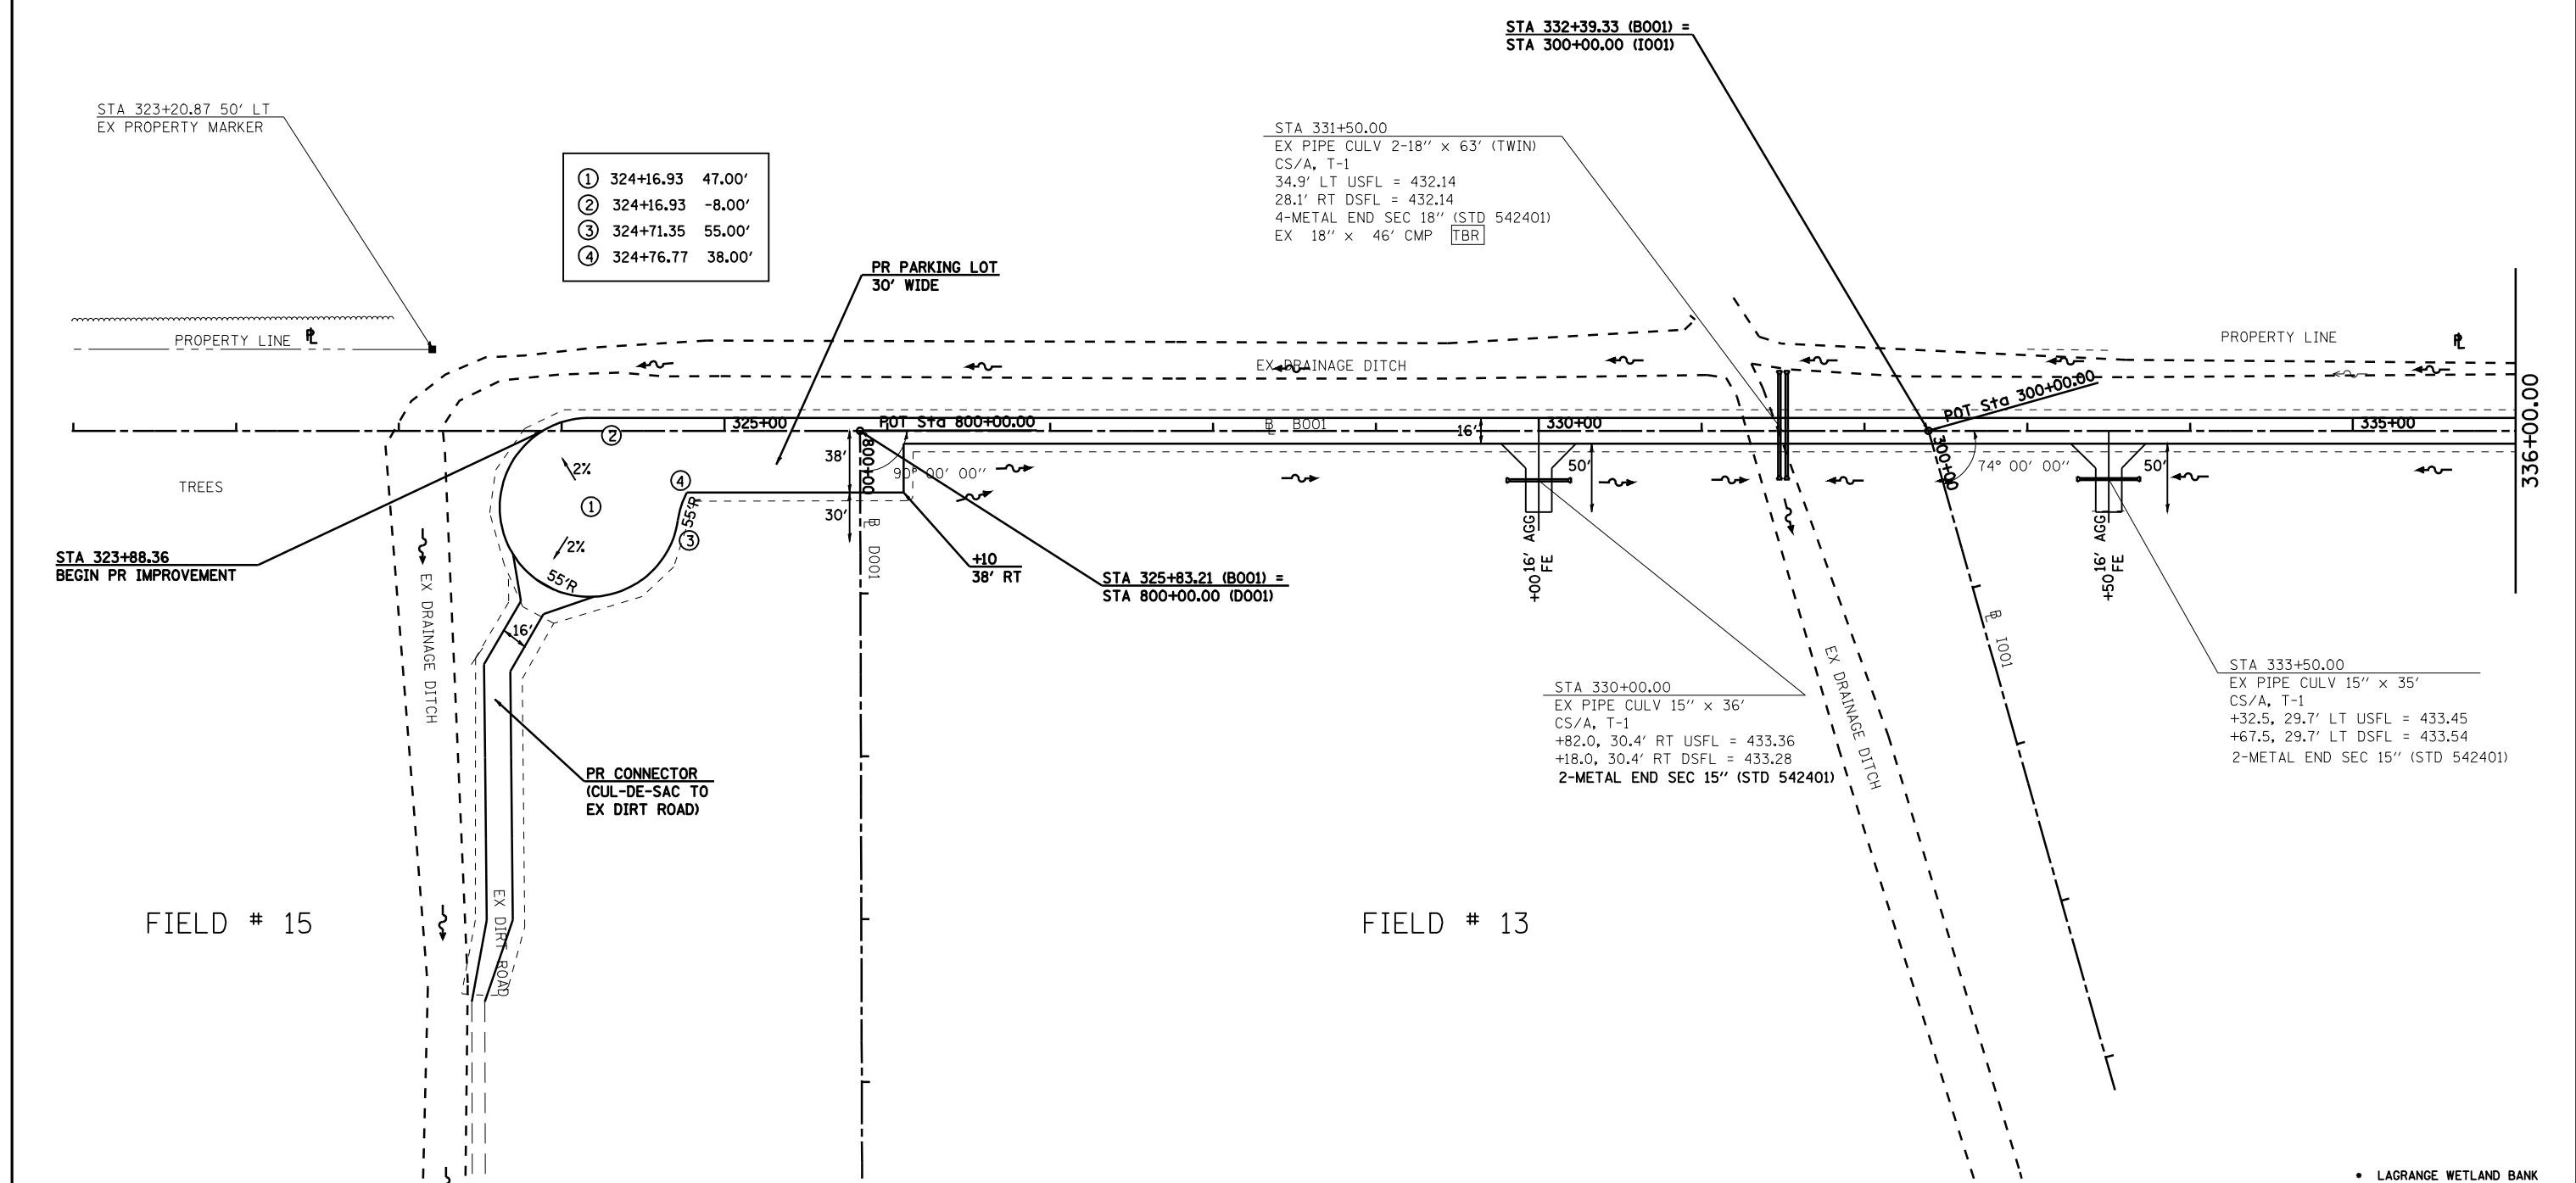 STA 332+39.33 (B001) =
STA 300+00.00 (I001)
STA 323+20.87 50' LT
EX PROPERTY MARKER
STA 331+50.00
EX PIPE CULV 2-18" x 63' (TWIN)
CS/A, T-1
34.9' LT USFL = 432.14
28.1' RT DSFL = 432.14
4-METAL END SEC 18" (STD 542401)
EX 18" x 46' CMP TBR
1 324+16.93 47.00'
2 324+16.93 -8.00'
3 324+71.35 55.00'
4 324+76.77 38.00'
PR PARKING LOT
30' WIDE
PROPERTY LINE PL
PROPERTY LINE PL
EX DRAINAGE DITCH
POT Sta 300+00.00
336+00.00
325+00
POT Sta 800+00.00
BL B001
16'
330+00
335+00
2
38'
800+00
90° 00' 00"
50'
300+00
74° 00' 00"
50'
2%
4
TREES
1
55'R
30'
3
2%
BL D001
16' AGG
FE
+00
16' AGG
FE
+50
STA 323+88.36
BEGIN PR IMPROVEMENT
+10
38' RT
55'R
STA 325+83.21 (B001) =
STA 800+00.00 (D001)
EX DRAINAGE DITCH
16'
BL I001
EX DRAINAGE DITCH
STA 330+00.00
EX PIPE CULV 15" x 36'
CS/A, T-1
+82.0, 30.4' RT USFL = 433.36
+18.0, 30.4' RT DSFL = 433.28
2-METAL END SEC 15" (STD 542401)
STA 333+50.00
EX PIPE CULV 15" x 35'
CS/A, T-1
+32.5, 29.7' LT USFL = 433.45
+67.5, 29.7' LT DSFL = 433.54
2-METAL END SEC 15" (STD 542401)
PR CONNECTOR
(CUL-DE-SAC TO
EX DIRT ROAD)
EX DIRT ROAD
FIELD # 15
FIELD # 13
• LAGRANGE WETLAND BANK